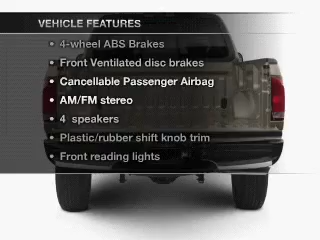 VEHICLE FEATURES
• 4-wheel ABS Brakes
• Front Ventilated disc brakes
• Cancellable Passenger Airbag
• AM/FM stereo
• 4 speakers
• Plastic/rubber shift knob trim
• Front reading lights